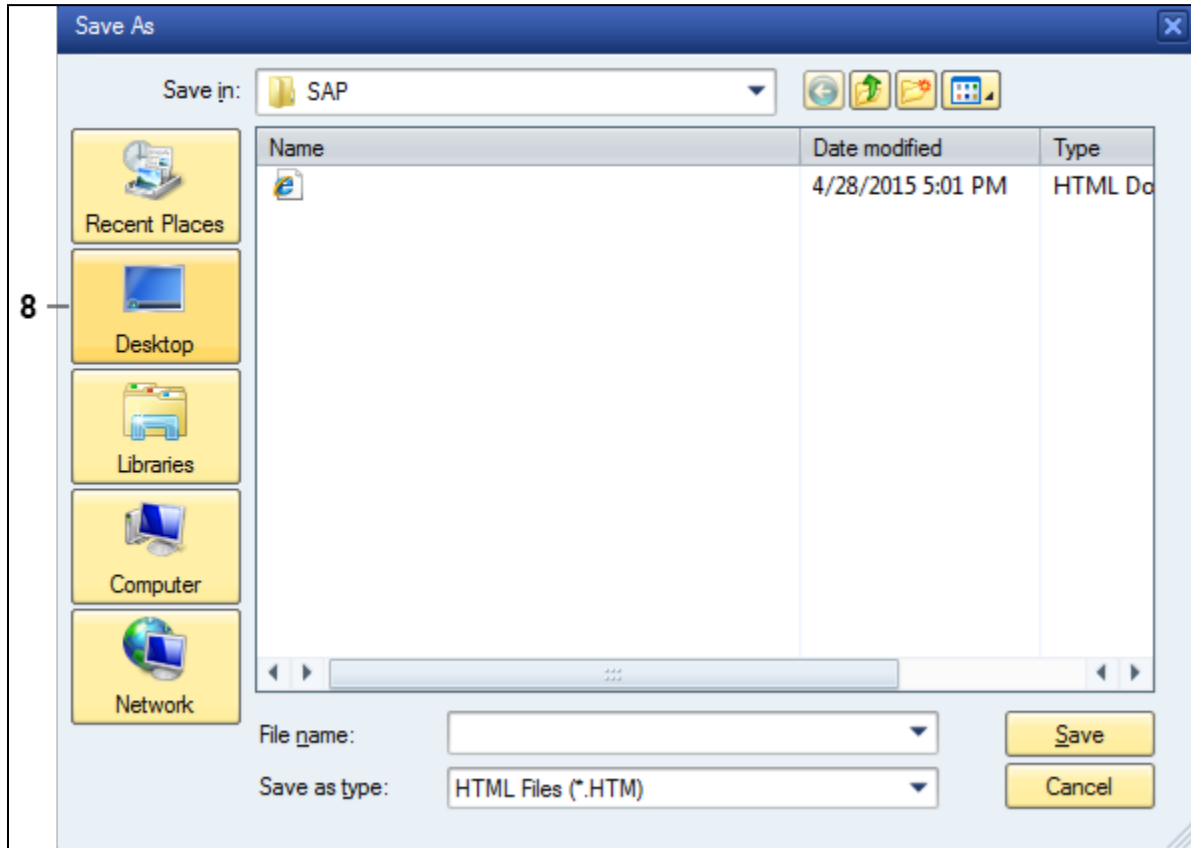 Save As
Save in: SAP
Name Date modified Type
4/28/2015 5:01 PM HTML Do
Recent Places
8
Desktop
Libraries
Computer
Network
File name: Save
Save as type: HTML Files (*.HTM) Cancel